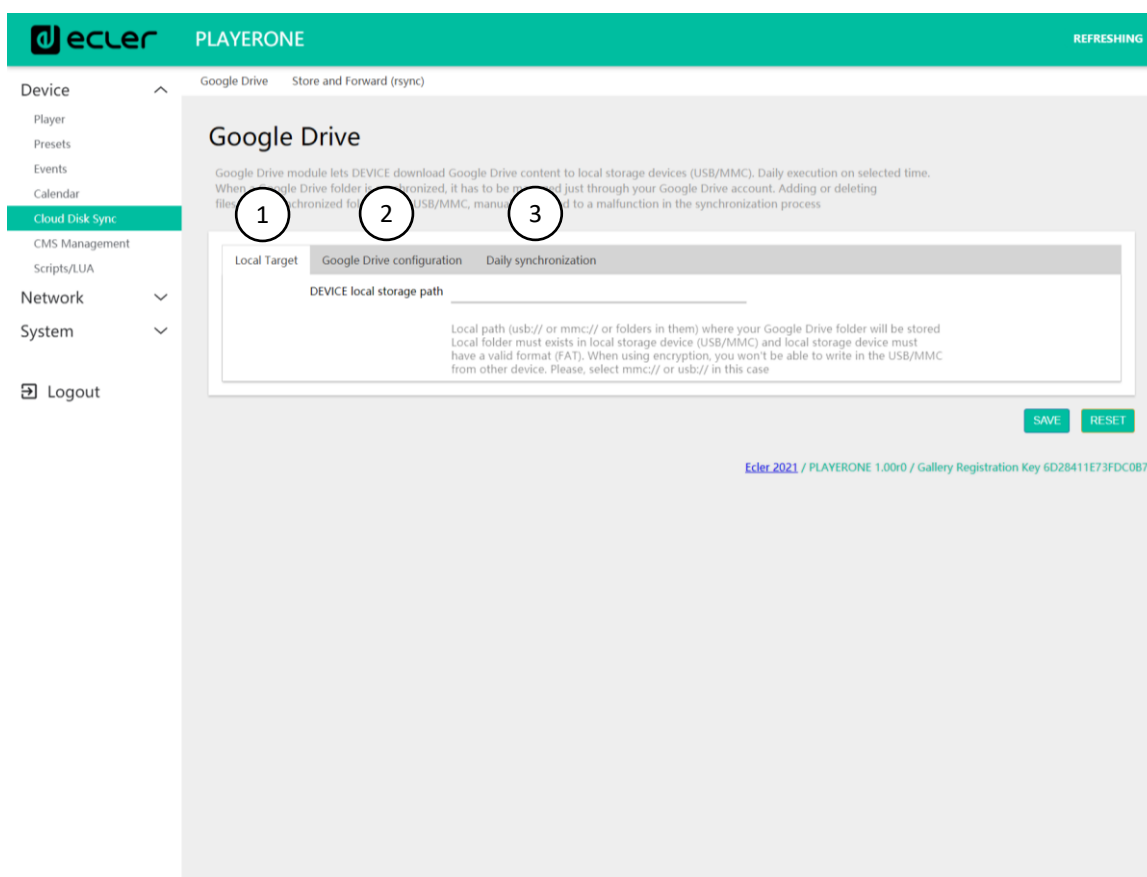 ecler
PLAYERONE
REFRESHING
Device
Player
Presets
Events
Calendar
Cloud Disk Sync
CMS Management
Scripts/LUA
Network
System
Logout
Google Drive Store and Forward (rsync)
Google Drive
Google Drive module lets DEVICE download Google Drive content to local storage devices (USB/MMC). Daily execution on selected time.
When a Google Drive folder is synchronized, it has to be managed just through your Google Drive account. Adding or deleting
files USB/MMC, to a malfunction in the synchronization process
1 2 3
Local Target Google Drive configuration Daily synchronization
DEVICE local storage path
Local path (usb:// or mmc:// or folders in them) where your Google Drive folder will be stored
Local folder must exists in local storage device (USB/MMC) and local storage device must
have a valid format (FAT). When using encryption, you won't be able to write in the USB/MMC
from other device. Please, select mmc:// or usb:// in this case
SAVE RESET
Ecler 2021 / PLAYERONE 1.00r0 / Gallery Registration Key 6D28411E73FDC0B7